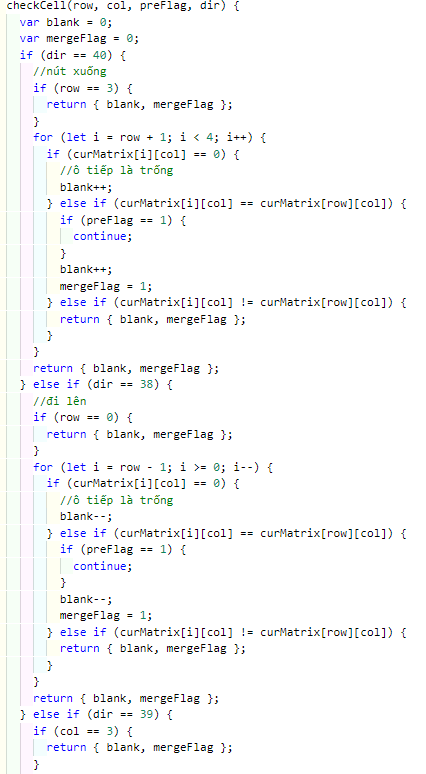 checkCell(row, col, preFlag, dir) {
var blank = 0;
var mergeFlag = 0;
if (dir == 40) {
//nút xuống
if (row == 3) {
return { blank, mergeFlag };
}
for (let i = row + 1; i < 4; i++) {
if (curMatrix[i][col] == 0) {
//ô tiếp là trống
blank++;
} else if (curMatrix[i][col] == curMatrix[row][col]) {
if (preFlag == 1) {
continue;
}
blank++;
mergeFlag = 1;
} else if (curMatrix[i][col] != curMatrix[row][col]) {
return { blank, mergeFlag };
}
}
return { blank, mergeFlag };
} else if (dir == 38) {
//đi lên
if (row == 0) {
return { blank, mergeFlag };
}
for (let i = row - 1; i >= 0; i--) {
if (curMatrix[i][col] == 0) {
//ô tiếp là trống
blank--;
} else if (curMatrix[i][col] == curMatrix[row][col]) {
if (preFlag == 1) {
continue;
}
blank--;
mergeFlag = 1;
} else if (curMatrix[i][col] != curMatrix[row][col]) {
return { blank, mergeFlag };
}
}
return { blank, mergeFlag };
} else if (dir == 39) {
if (col == 3) {
return { blank, mergeFlag };
}